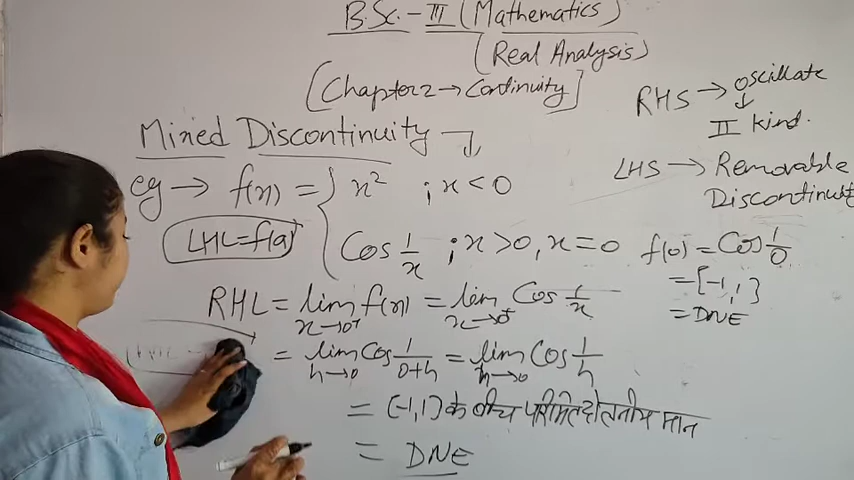 B.Sc. - III (Mathematics)
(Real Analysis)
[Chapter 2 → Continuity]
RHS → oscillate
↓
II kind.
LHS → Removable
Discontinuit
Mixed Discontinuity
eg → f(x) = { x² ; x < 0
Cos 1/x ; x > 0, x = 0
LHL = f(a)
f(0) = Cos 1/0
= [-1, 1]
= DNE
RHL = lim x→0⁺ f(x) = lim x→0⁺ Cos 1/x
= lim h→0 Cos 1/0+h = lim h→0 Cos 1/h
= (-1, 1) के बीच परिमित दोलनीय मान
= DNE